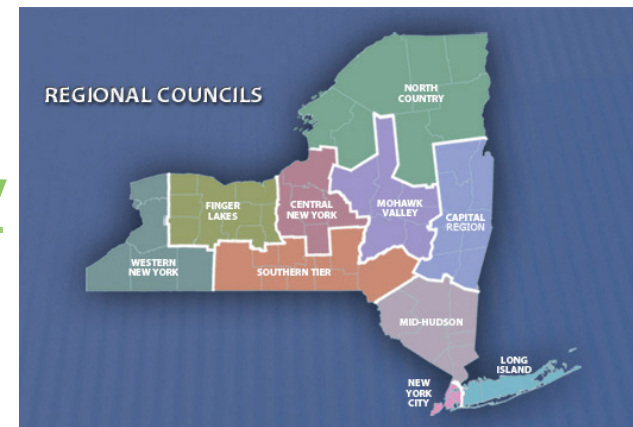 REGIONAL COUNCILS
NORTH
COUNTRY
FINGER
LAKES
CENTRAL
NEW YORK
MOHAWK
VALLEY
CAPITAL
REGION
WESTERN
NEW YORK
SOUTHERN TIER
MID-HUDSON
LONG
ISLAND
NEW
YORK
CITY